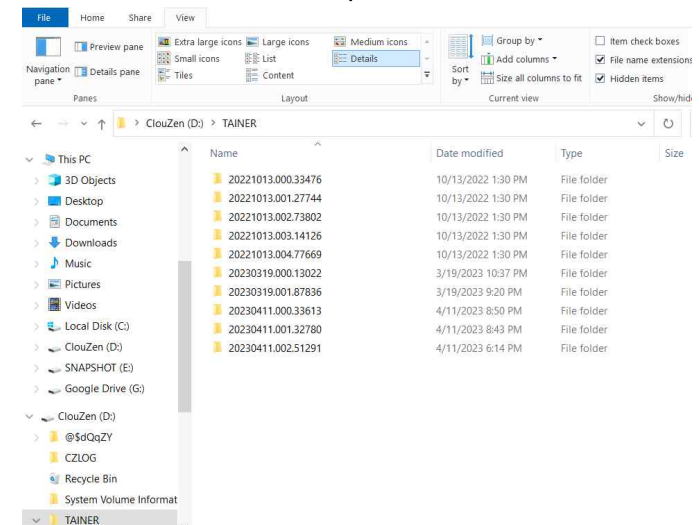 File Home Share View
Preview pane
Details pane
Navigation pane
Panes
Extra large icons Large icons Medium icons
Small icons List Details
Tiles Content
Layout
Sort by
Group by
Add columns
Size all columns to fit
Current view
Item check boxes
File name extensions
Hidden items
Show/hid
ClouZen (D:) > TAINER
Name Date modified Type Size
20221013.000.33476 10/13/2022 1:30 PM File folder
20221013.001.27744 10/13/2022 1:30 PM File folder
20221013.002.73802 10/13/2022 1:30 PM File folder
20221013.003.14126 10/13/2022 1:30 PM File folder
20221013.004.77669 10/13/2022 1:30 PM File folder
20230319.000.13022 3/19/2023 10:37 PM File folder
20230319.001.87836 3/19/2023 9:20 PM File folder
20230411.000.33613 4/11/2023 8:50 PM File folder
20230411.001.32780 4/11/2023 8:43 PM File folder
20230411.002.51291 4/11/2023 6:14 PM File folder
This PC
3D Objects
Desktop
Documents
Downloads
Music
Pictures
Videos
Local Disk (C:)
ClouZen (D:)
SNAPSHOT (E:)
Google Drive (G:)
ClouZen (D:)
@$dQqZY
CZLOG
Recycle Bin
System Volume Informat
TAINER